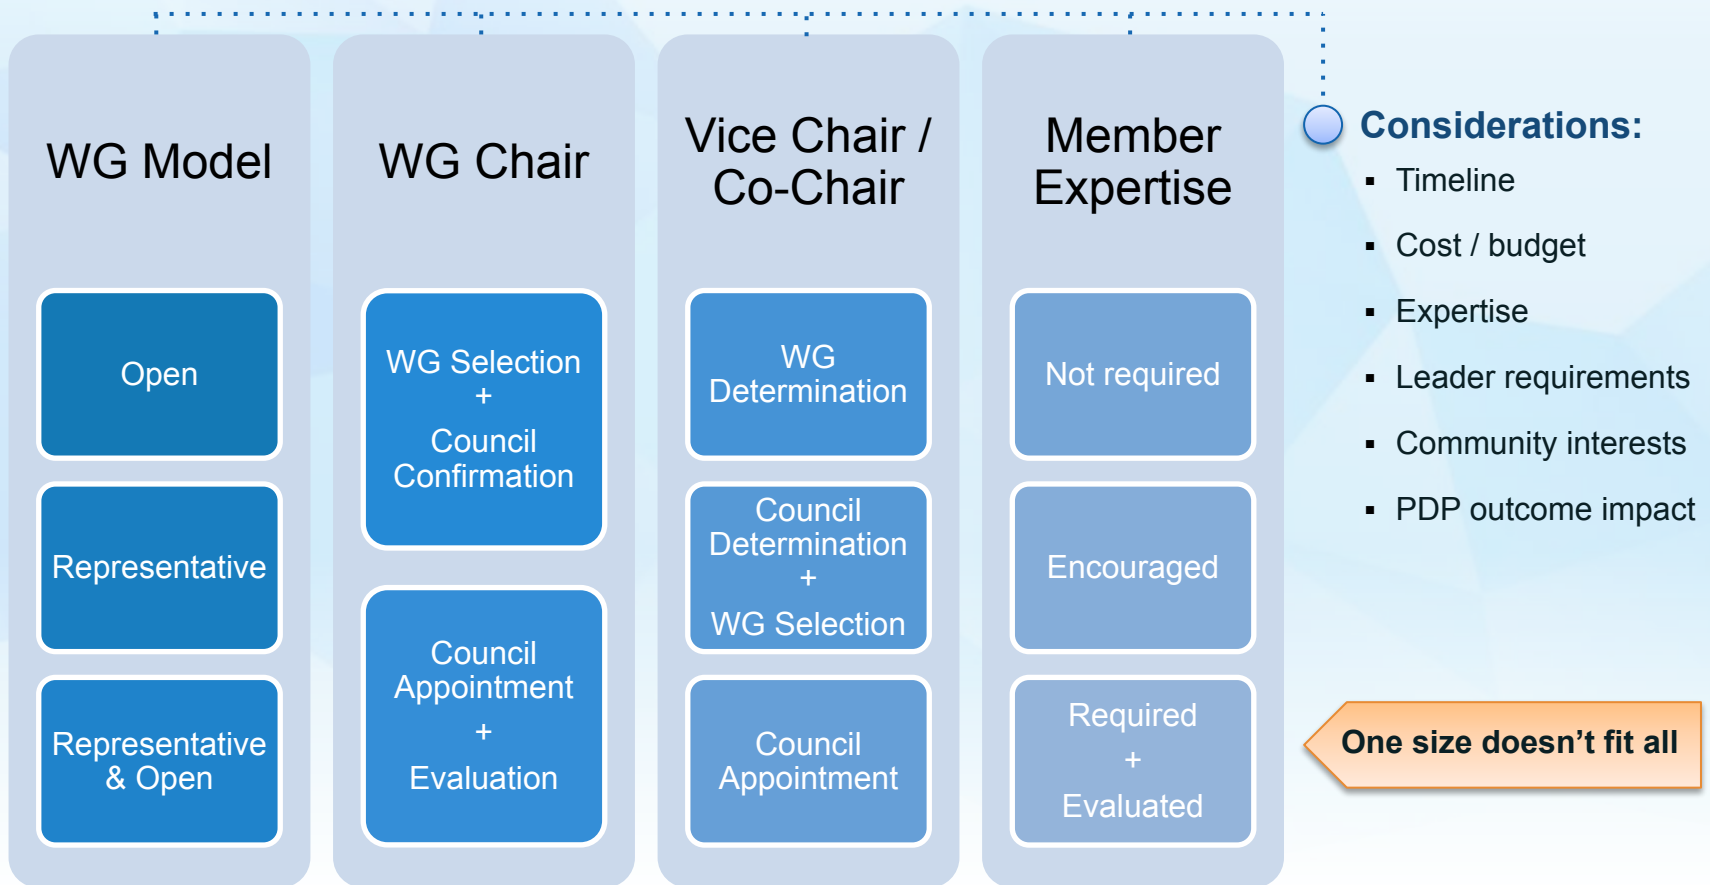 WG Model
Open
Representative
Representative
& Open
WG Chair
WG Selection
+
Council
Confirmation
Council
Appointment
+
Evaluation
Vice Chair /
Co-Chair
WG
Determination
Council
Determination
+
WG Selection
Council
Appointment
Member
Expertise
Not required
Encouraged
Required
+
Evaluated
Considerations:
▪ Timeline
▪ Cost / budget
▪ Expertise
▪ Leader requirements
▪ Community interests
▪ PDP outcome impact
One size doesn’t fit all